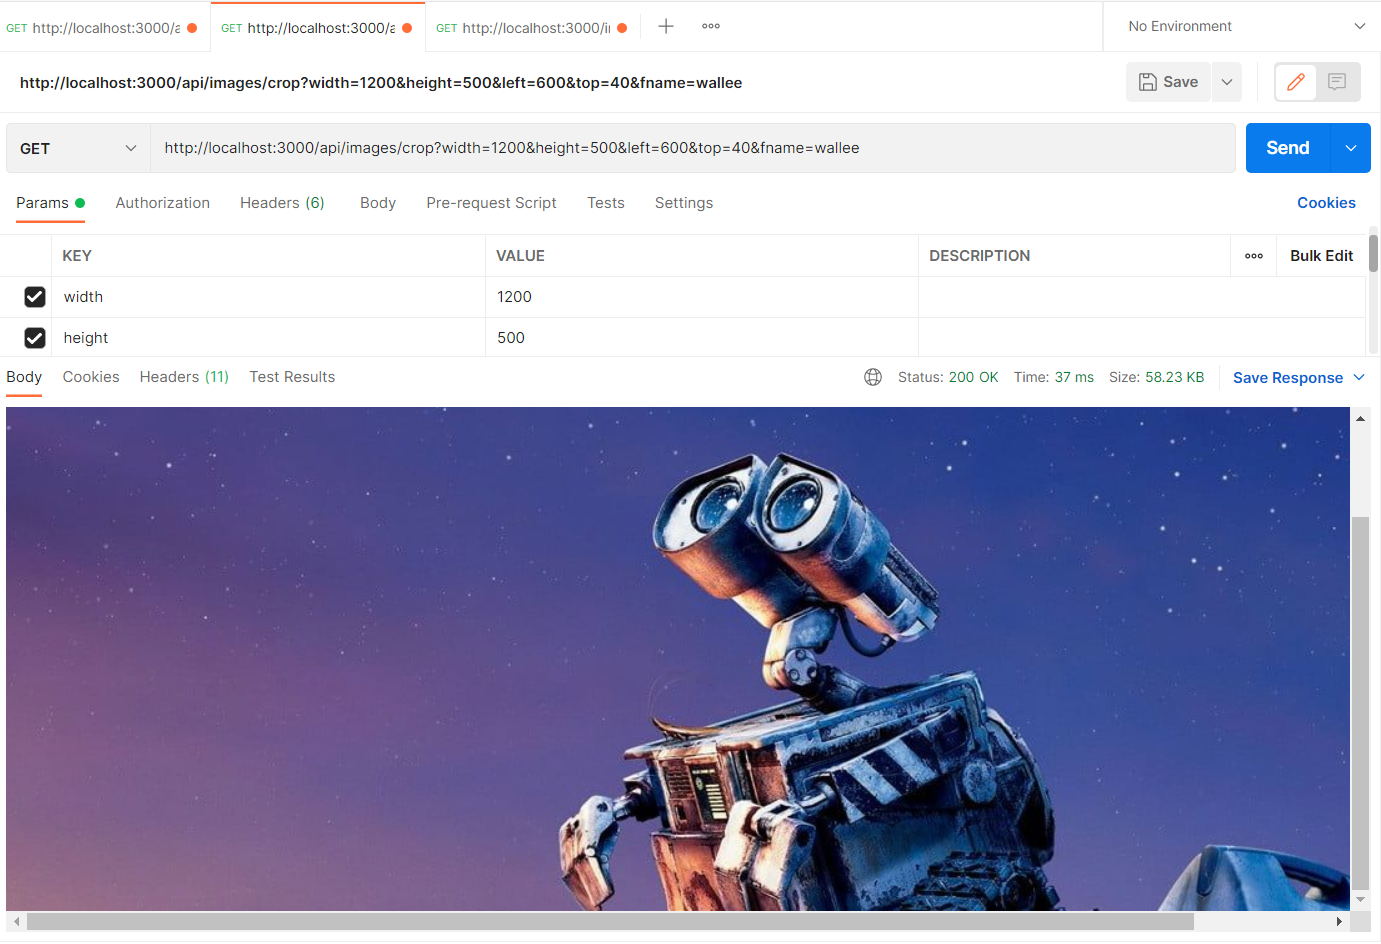 GET http://localhost:3000/a GET http://localhost:3000/a GET http://localhost:3000/i No Environment
http://localhost:3000/api/images/crop?width=1200&height=500&left=600&top=40&fname=wallee Save
GET http://localhost:3000/api/images/crop?width=1200&height=500&left=600&top=40&fname=wallee Send
Params Authorization Headers (6) Body Pre-request Script Tests Settings Cookies
KEY VALUE DESCRIPTION Bulk Edit
width 1200
height 500
Body Cookies Headers (11) Test Results Status: 200 OK Time: 37 ms Size: 58.23 KB Save Response